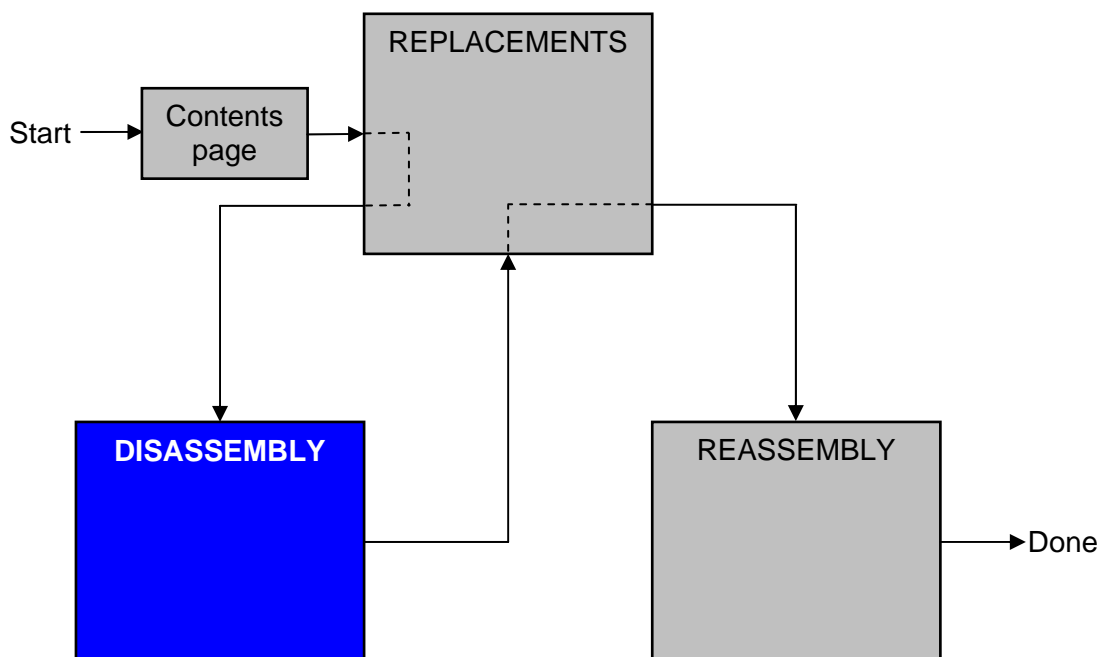 REPLACEMENTS
Start
Contents
page
DISASSEMBLY
REASSEMBLY
Done